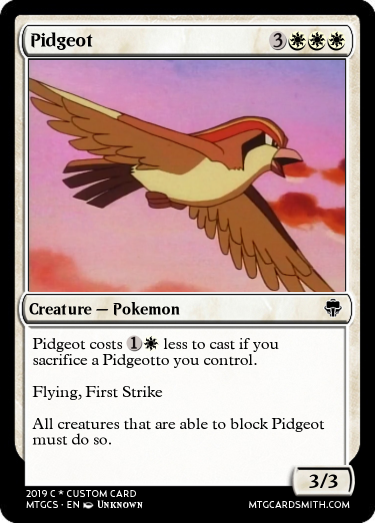 Pidgeot 3
Creature — Pokemon
Pidgeot costs 1 less to cast if you
sacrifice a Pidgeotto you control.
Flying, First Strike
All creatures that are able to block Pidgeot
must do so.
3/3
2019 C * CUSTOM CARD
MTGCS · EN Unknown
MTGCARDSMITH.COM